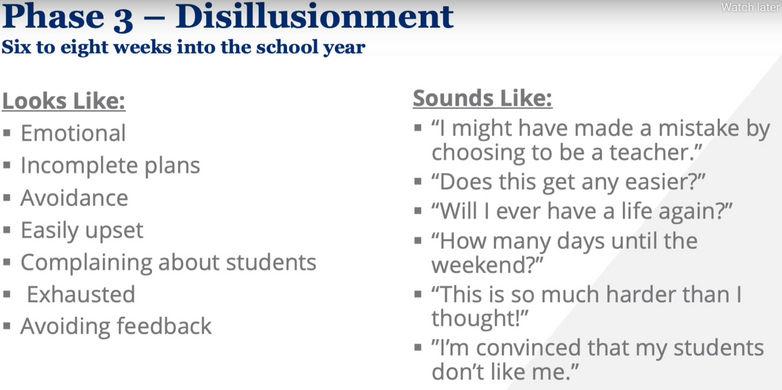 Phase 3 – Disillusionment
Watch later
Six to eight weeks into the school year
Looks Like:
▪ Emotional
▪ Incomplete plans
▪ Avoidance
▪ Easily upset
▪ Complaining about students
▪ Exhausted
▪ Avoiding feedback
Sounds Like:
▪ “I might have made a mistake by
choosing to be a teacher.”
▪ “Does this get any easier?”
▪ “Will I ever have a life again?”
▪ “How many days until the
weekend?”
▪ “This is so much harder than I
thought!”
▪ ”I’m convinced that my students
don’t like me.”